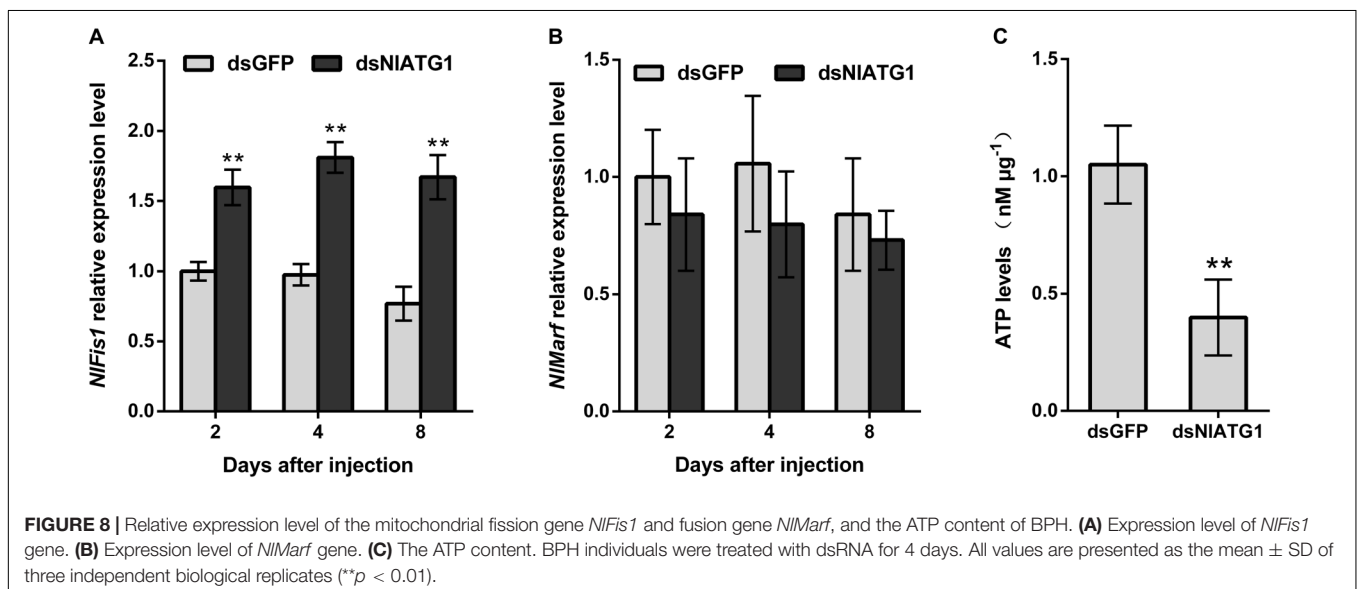 A
NlFis1 relative expression level
2.5
2.0
1.5
1.0
0.5
0.0
dsGFP dsNlATG1
** ** **
2 4 8
Days after injection
B
NlMarf relative expression level
1.5
1.0
0.5
0.0
dsGFP dsNlATG1
2 4 8
Days after injection
C
ATP levels （nM µg-1）
1.5
1.0
0.5
0.0
**
dsGFP dsNlATG1
FIGURE 8 | Relative expression level of the mitochondrial fission gene NlFis1 and fusion gene NlMarf, and the ATP content of BPH. (A) Expression level of NlFis1
gene. (B) Expression level of NlMarf gene. (C) The ATP content. BPH individuals were treated with dsRNA for 4 days. All values are presented as the mean ± SD of
three independent biological replicates (**p < 0.01).